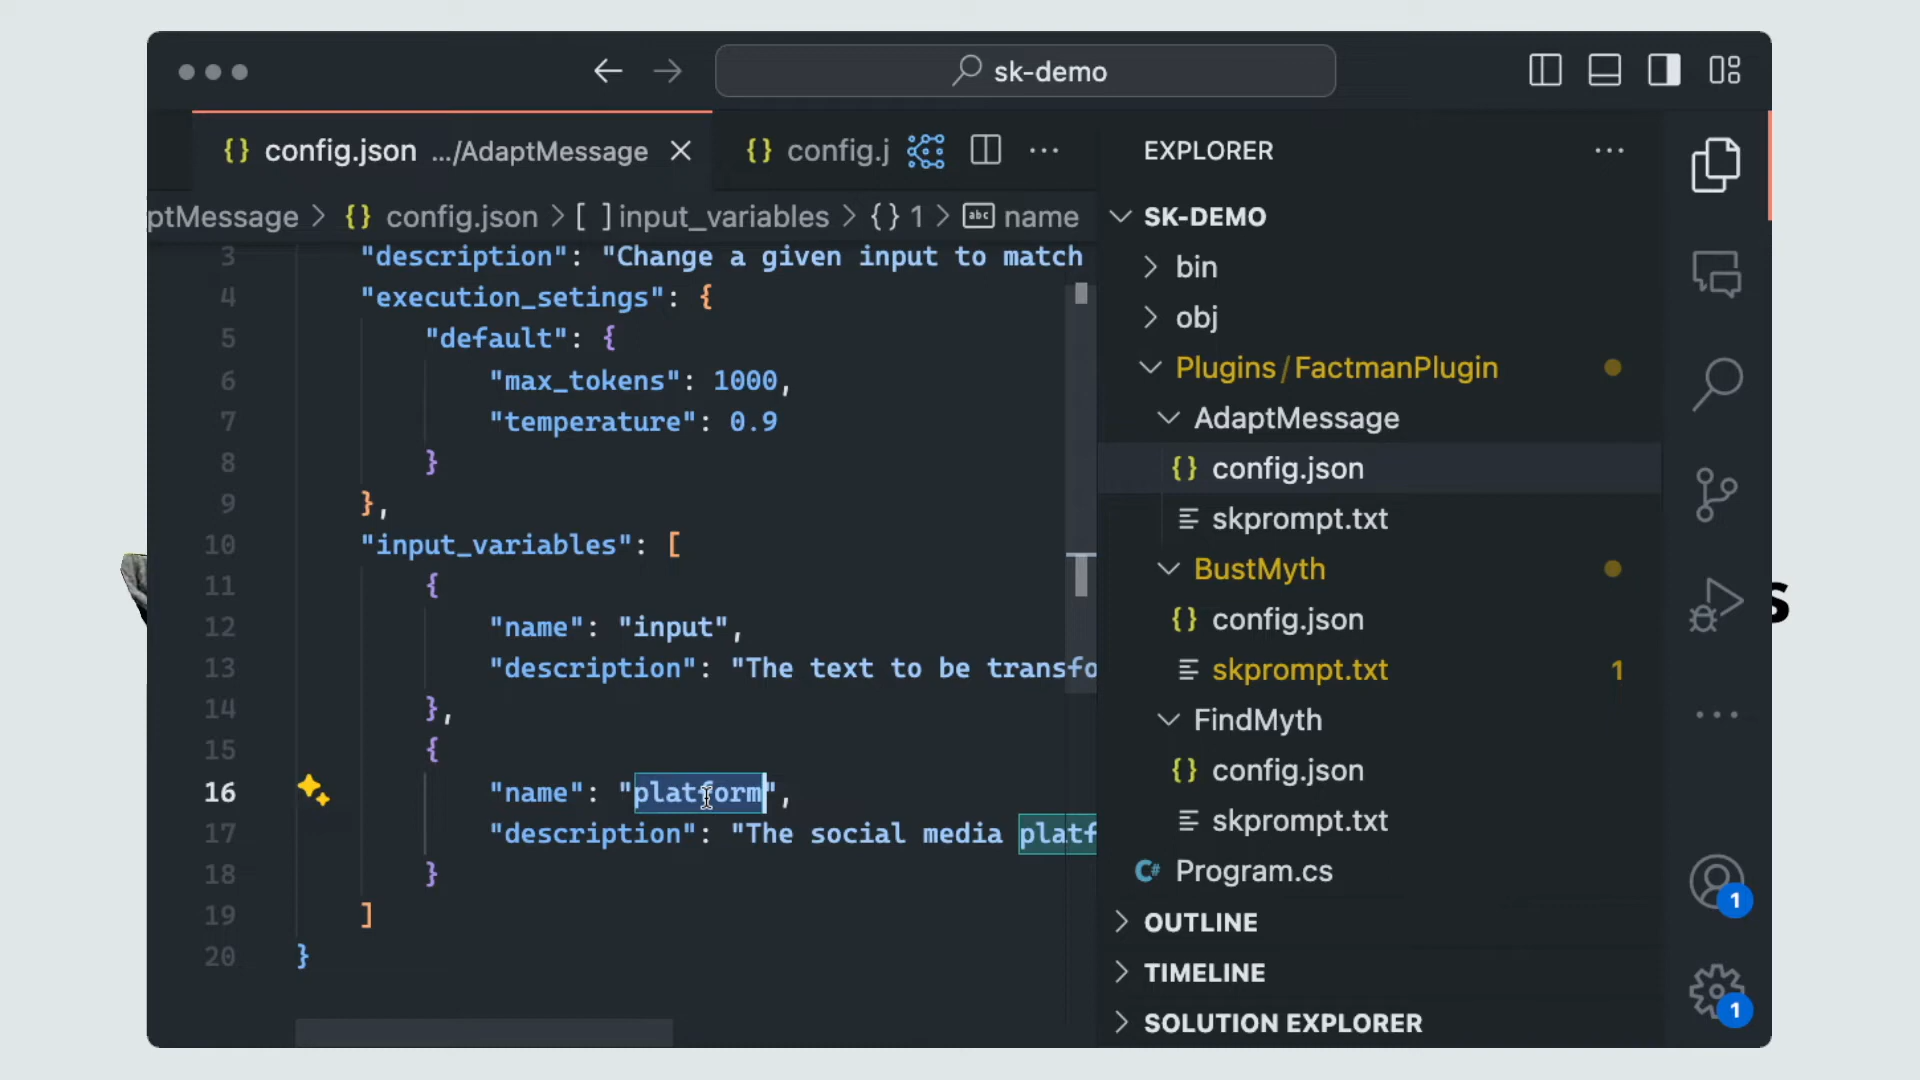 sk-demo
{} config.json .../AdaptMessage
{} config.j
ptMessage > {} config.json > [ ] input_variables > {} 1 > abc name
3 "description": "Change a given input to match
4 "execution_setings": {
5 "default": {
6 "max_tokens": 1000,
7 "temperature": 0.9
8 }
9 },
10 "input_variables": [
11 {
12 "name": "input",
13 "description": "The text to be transfo
14 },
15 {
16 "name": "platform",
17 "description": "The social media platf
18 }
19 ]
20 }
EXPLORER
SK-DEMO
bin
obj
Plugins/FactmanPlugin
AdaptMessage
{} config.json
skprompt.txt
BustMyth
{} config.json
skprompt.txt 1
FindMyth
{} config.json
skprompt.txt
C# Program.cs
OUTLINE
TIMELINE
SOLUTION EXPLORER
1
1
s